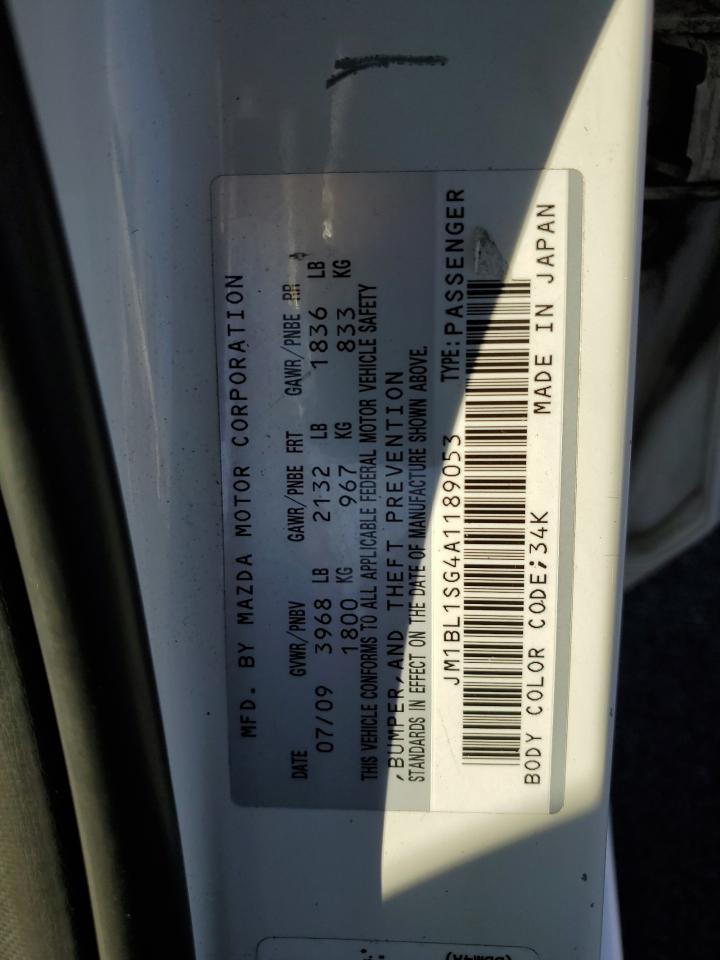 MFD. BY MAZDA MOTOR CORPORATION
DATE GVWR/PNBV GAWR/PNBE FRT GAWR/PNBE RR
07/09 3968 LB 2132 LB 1836 LB
1800 KG 967 KG 833 KG
THIS VEHICLE CONFORMS TO ALL APPLICABLE FEDERAL MOTOR VEHICLE SAFETY
,BUMPER, AND THEFT PREVENTION
STANDARDS IN EFFECT ON THE DATE OF MANUFACTURE SHOWN ABOVE.
JM1BL1SG4A1189053 TYPE:PASSENGER
BODY COLOR CODE;34K MADE IN JAPAN